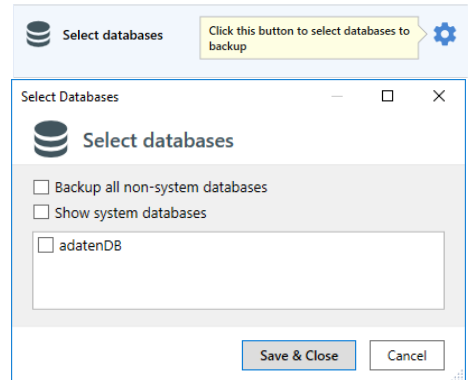 Select databases
Click this button to select databases to
backup
Select Databases
Select databases
Backup all non-system databases
Show system databases
adatenDB
Save & Close
Cancel